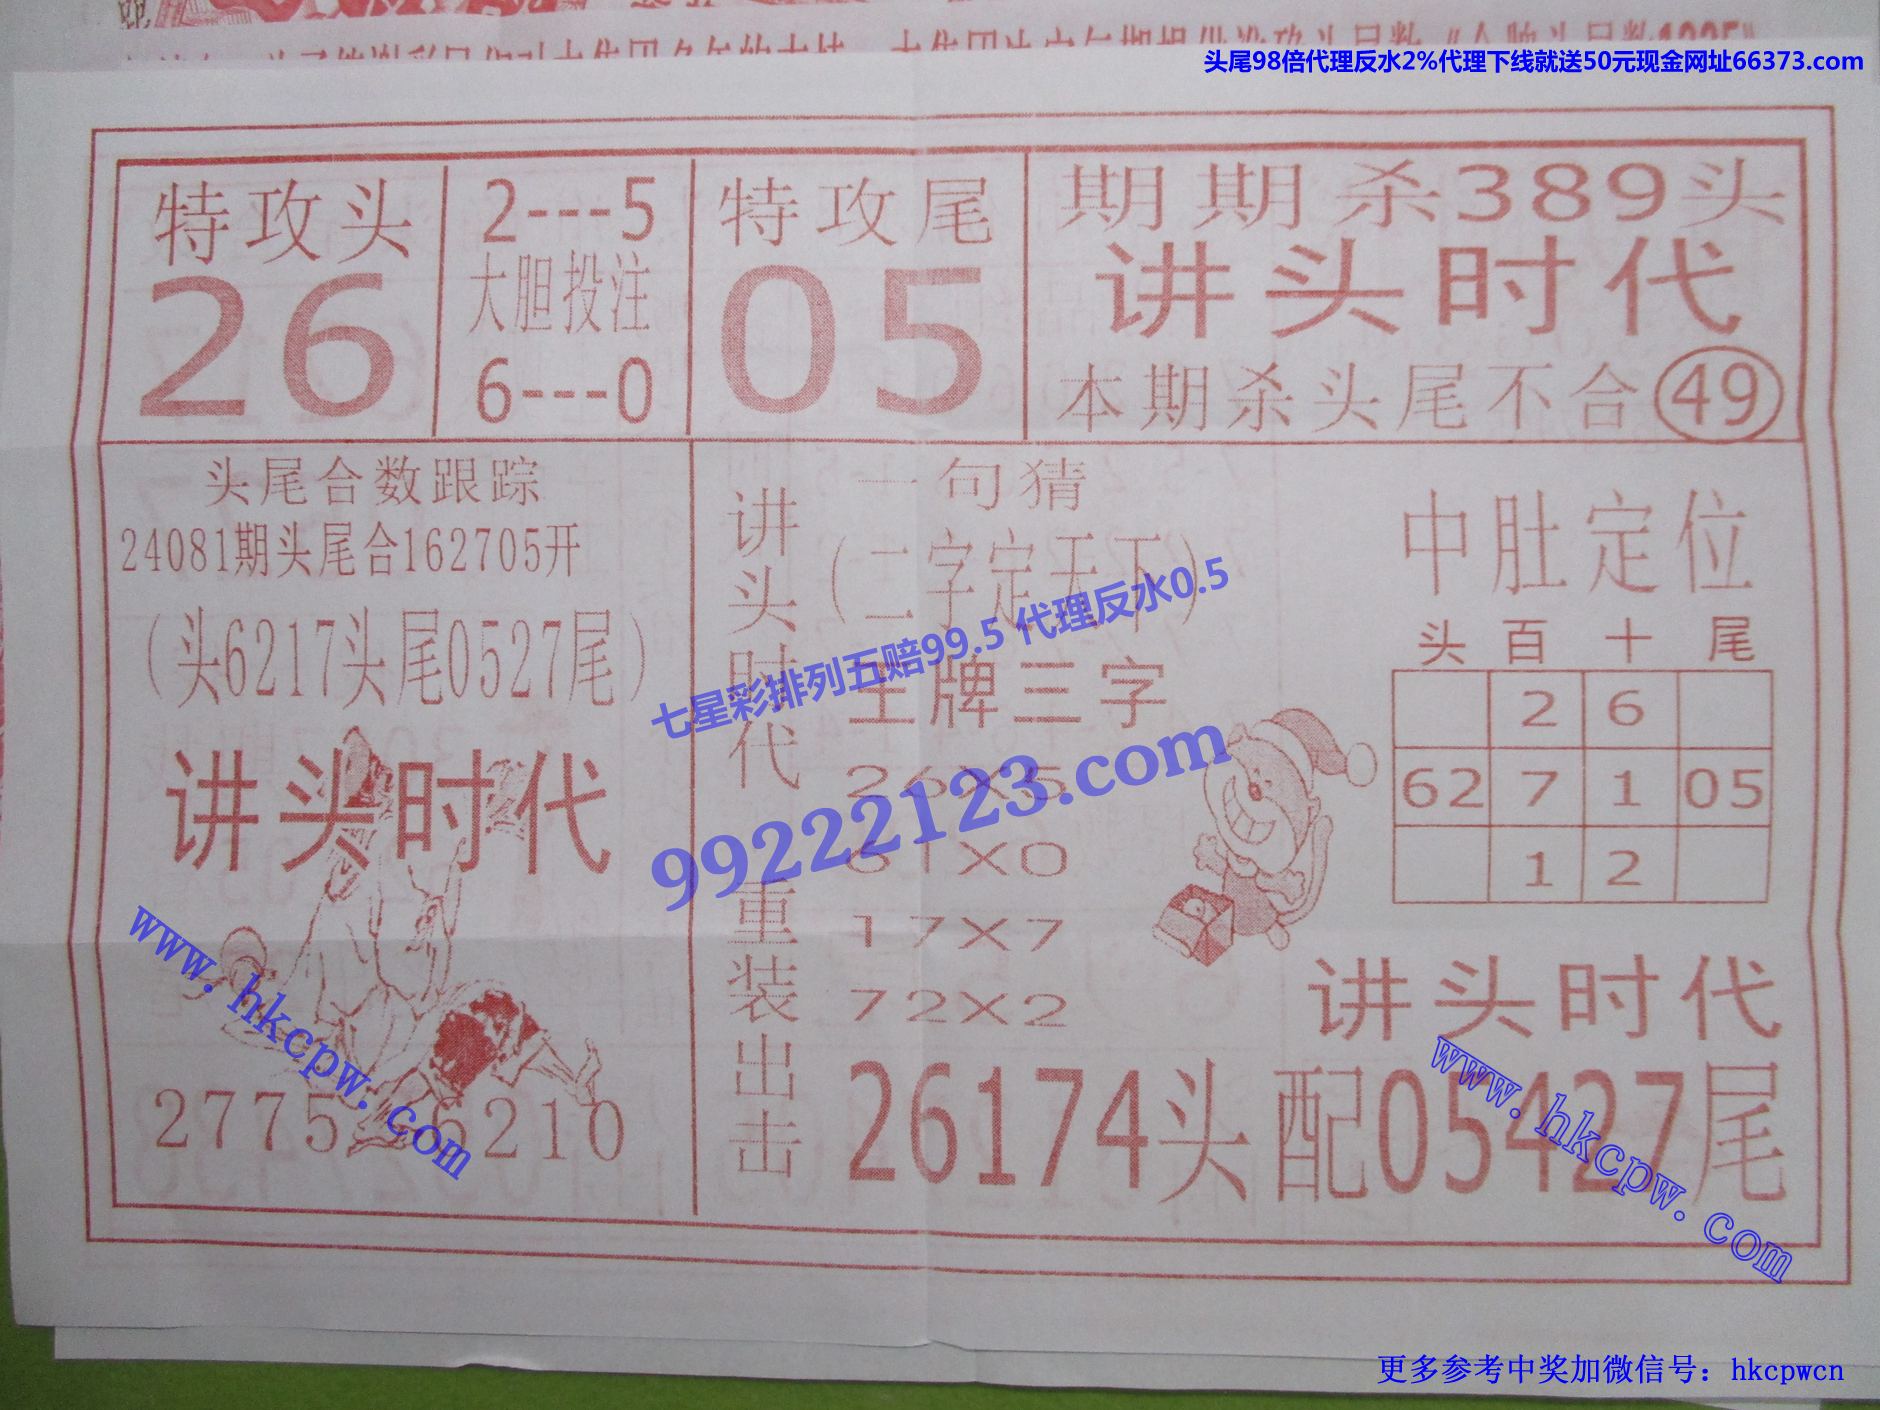 头尾98倍代理反水2%代理下线就送50元现金网址66373.com
特攻头
26
2---5
大胆投注
6---0
特攻尾
05
期期杀389头
讲头时代
本期杀头尾不合49
头尾合数跟踪
24081期头尾合162705开
（头6217头尾0527尾）
讲头时代
2775 6210
讲头时代 重装出击
一句猜
（二字定天下）
王牌三字
26X5
61X0
17X7
72X2
中肚定位
头 百 十 尾
2 6
62 7 1 05
1 2
讲头时代
26174头配05427尾
七星彩排列五赔99.5 代理反水0.5
99222123.com
www.hkcpw.com
www.hkcpw.com
更多参考中奖加微信号：hkcpwcn